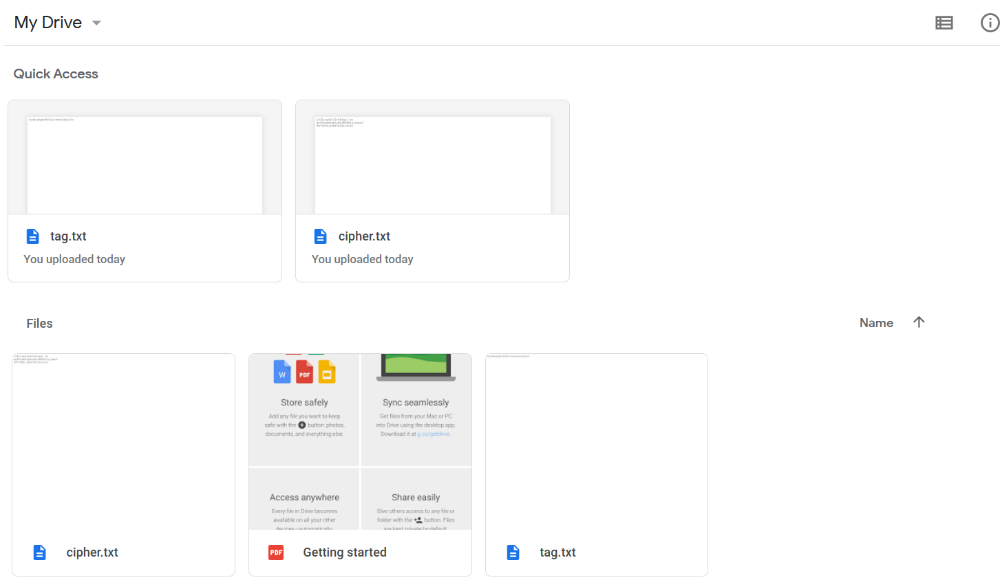 My Drive
Quick Access
tag.txt
You uploaded today
cipher.txt
You uploaded today
Files
Name
W
PDF
Store safely
Add any file you want to keep
safe with the button: photos,
documents, and everything else.
Sync seamlessly
Get files from your Mac or PC
into Drive using the desktop app.
Download it at g.co/getdrive.
Access anywhere
Every file in Drive becomes
available on all your other
devices—automatically.
Share easily
Give others access to any file or
folder with the button. Files
are kept private by default
cipher.txt
PDF
Getting started
tag.txt